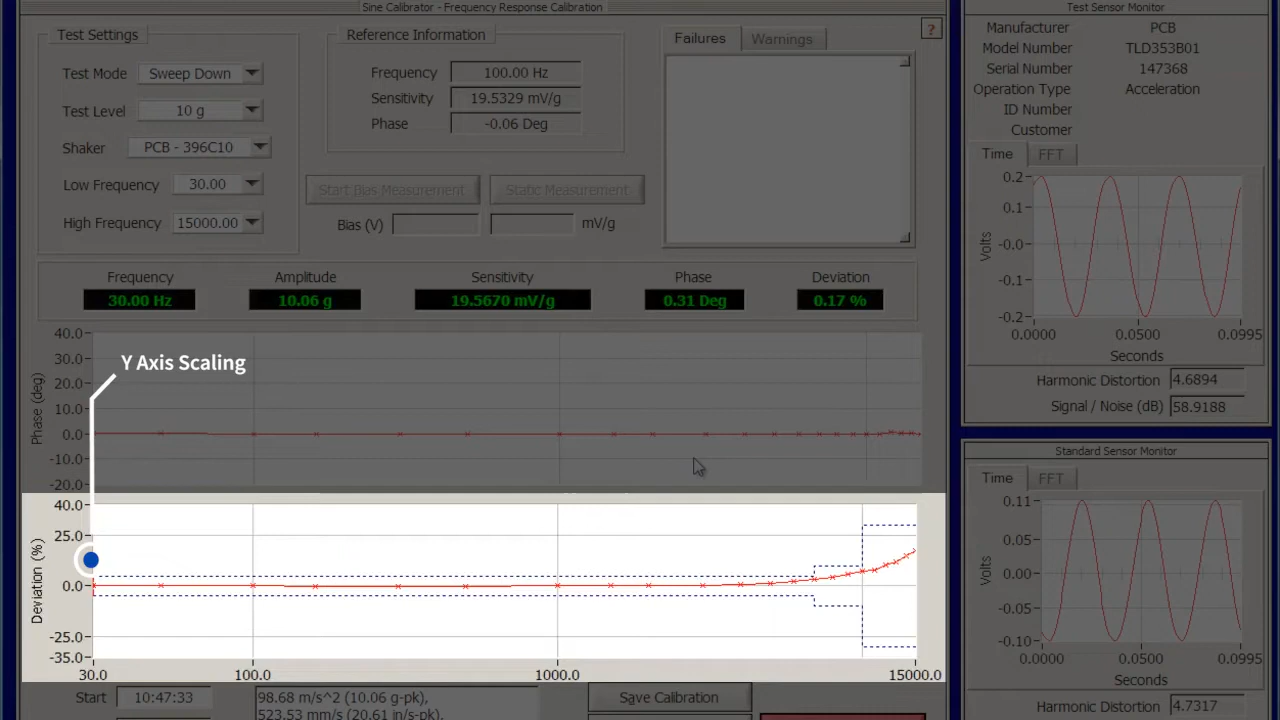 Sine Calibrator - Frequency Response Calibration
Test Settings
Test Mode Sweep Down
Test Level 10 g
Shaker PCB - 396C10
Low Frequency 30.00
High Frequency 15000.00
Reference Information
Frequency 100.00 Hz
Sensitivity 19.5329 mV/g
Phase -0.06 Deg
Start Bias Measurement Static Measurement
Bias (V) mV/g
Failures Warnings
?
Frequency Amplitude Sensitivity Phase Deviation
30.00 Hz 10.06 g 19.5670 mV/g 0.31 Deg 0.17 %
Y Axis Scaling
Phase (deg)
40.0
30.0
20.0
10.0
0.0
-10.0
-20.0
Deviation (%)
40.0
25.0
0.0
-25.0
-35.0
30.0 100.0 1000.0 15000.0
Start 10:47:33
98.68 m/s^2 (10.06 g-pk),
523.53 mm/s (20.61 in/s-pk),
Save Calibration
Test Sensor Monitor
Manufacturer PCB
Model Number TLD353B01
Serial Number 147368
Operation Type Acceleration
ID Number
Customer
Time FFT
Volts
0.2
0.1
-0.0
-0.1
-0.2
0.0000 0.0500 0.0995
Seconds
Harmonic Distortion 4.6894
Signal / Noise (dB) 58.9188
Standard Sensor Monitor
Time FFT
Volts
0.11
0.05
0.00
-0.05
-0.10
0.0000 0.0500 0.0995
Seconds
Harmonic Distortion 4.7317